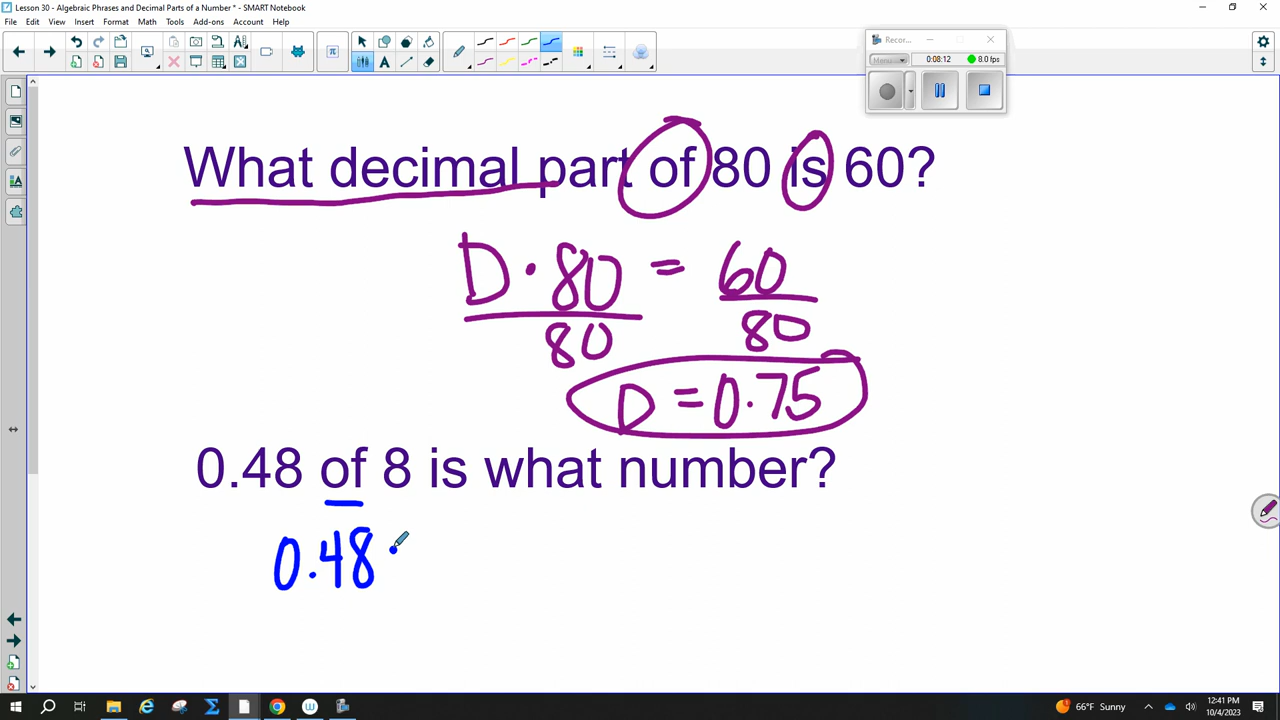 Lesson 30 - Algebraic Phrases and Decimal Parts of a Number * - SMART Notebook
File Edit View Insert Format Math Tools Add-ons Account Help
Recor...
Menu 0:08:12 8.0 fps
What decimal part of 80 is 60?
D · 80 = 60
80 80
D = 0.75
0.48 of 8 is what number?
0.48 ·
66°F Sunny
12:41 PM
10/4/2023